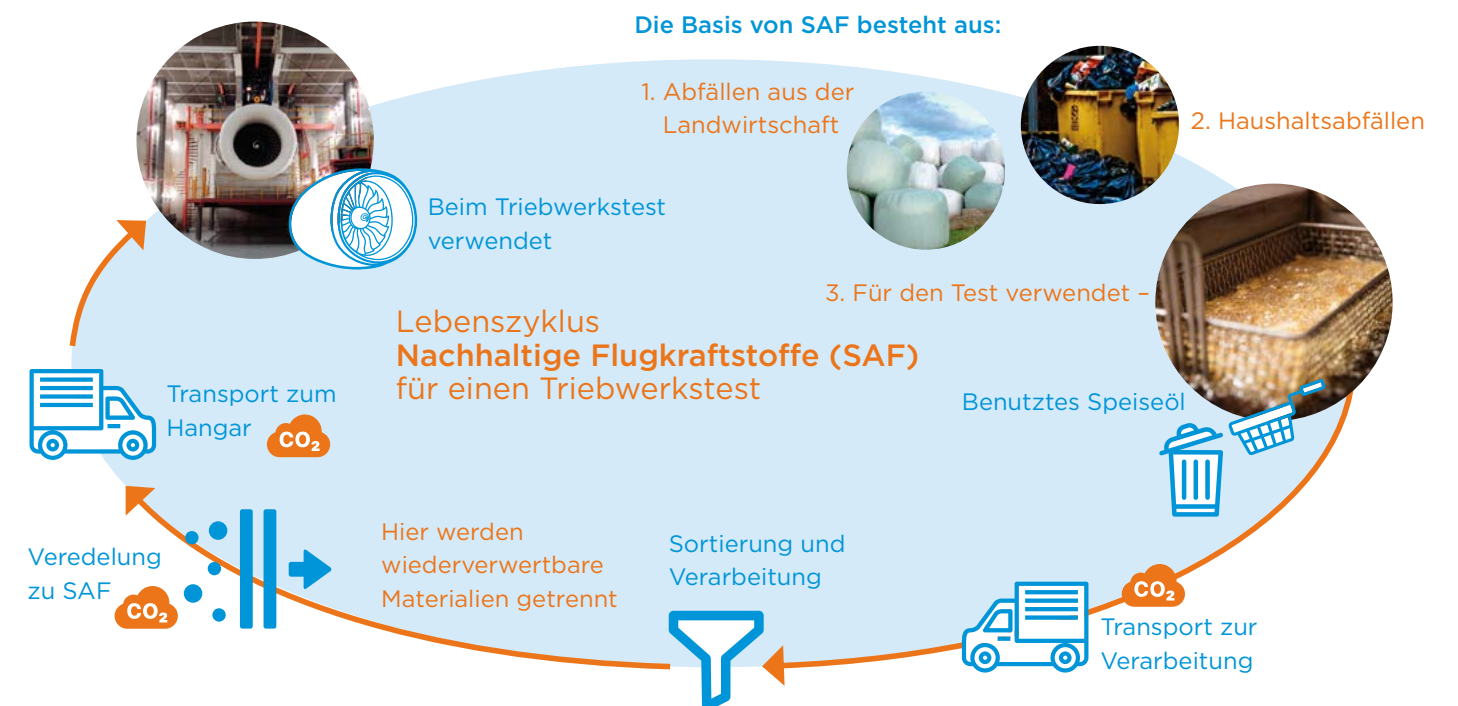 Die Basis von SAF besteht aus:
1. Abfällen aus der
Landwirtschaft
2. Haushaltsabfällen
3. Für den Test verwendet –
Benutztes Speiseöl
CO₂
Transport zur
Verarbeitung
Sortierung und
Verarbeitung
Hier werden
wiederverwertbare
Materialien getrennt
Veredelung
zu SAF
CO₂
Transport zum
Hangar
CO₂
Beim Triebwerkstest
verwendet
Lebenszyklus
Nachhaltige Flugkraftstoffe (SAF)
für einen Triebwerkstest